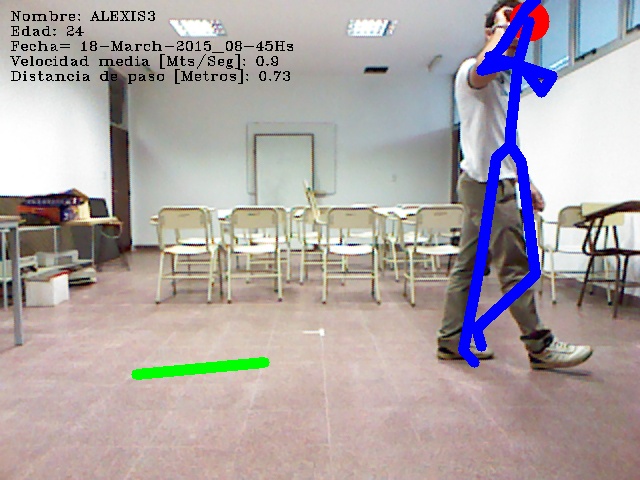 Nombre: ALEXIS3
Edad: 24
Fecha= 18-March-2015_08-45Hs
Velocidad media [Mts/Seg]: 0.9
Distancia de paso [Metros]: 0.73